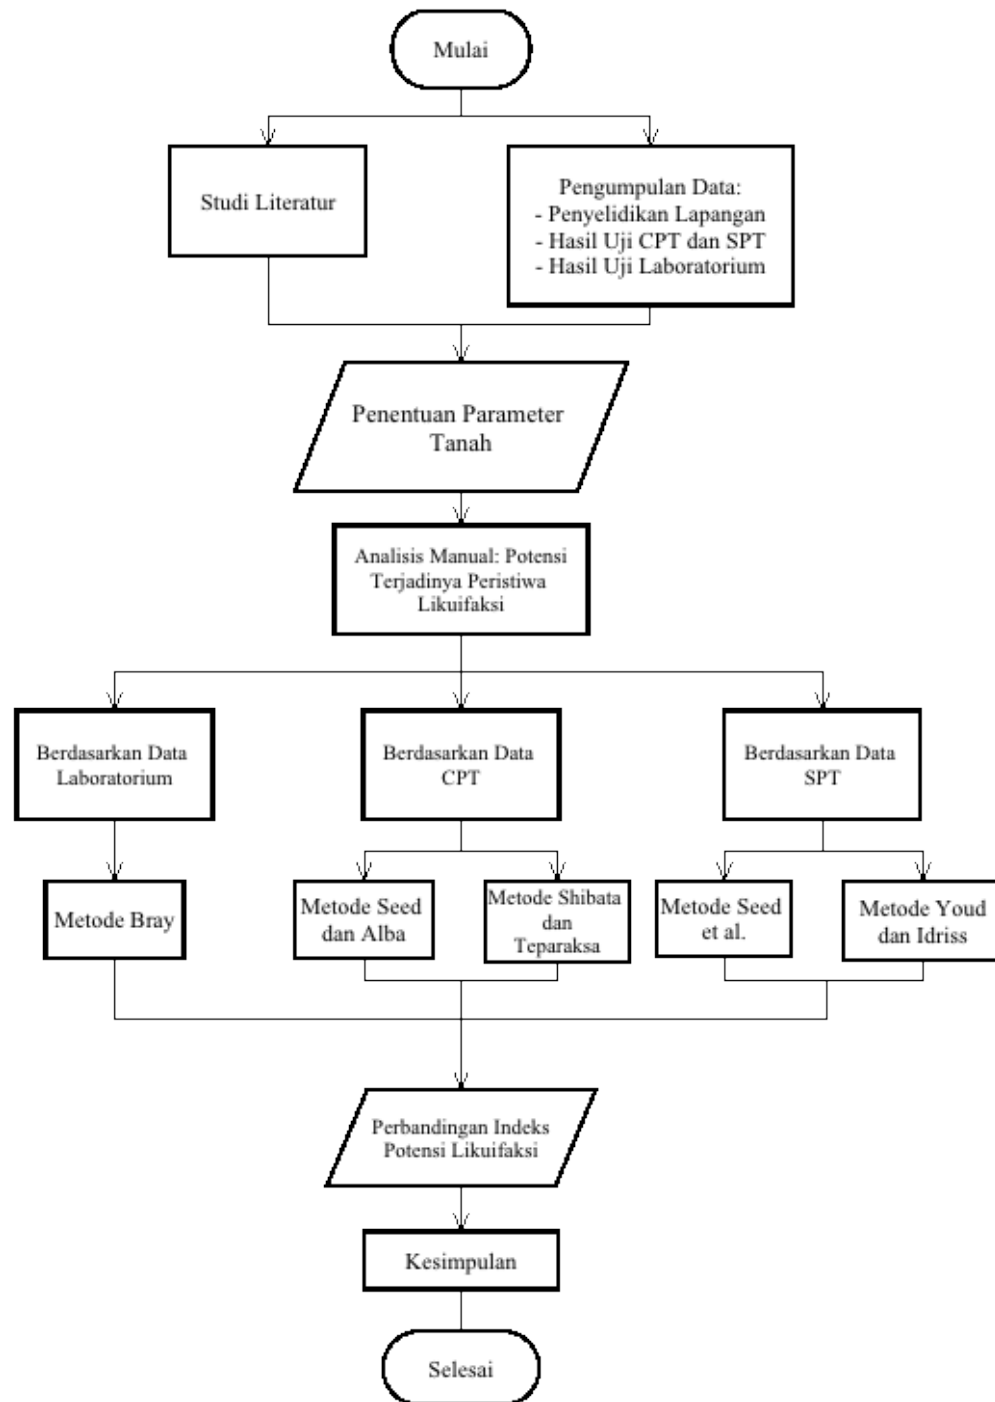 Mulai
Studi Literatur
Pengumpulan Data:
- Penyelidikan Lapangan
- Hasil Uji CPT dan SPT
- Hasil Uji Laboratorium
Penentuan Parameter
Tanah
Analisis Manual: Potensi
Terjadinya Peristiwa
Likuifaksi
Berdasarkan Data
Laboratorium
Berdasarkan Data
CPT
Berdasarkan Data
SPT
Metode Bray
Metode Seed
dan Alba
Metode Shibata
dan
Teparaksa
Metode Seed
et al.
Metode Youd
dan Idriss
Perbandingan Indeks
Potensi Likuifaksi
Kesimpulan
Selesai